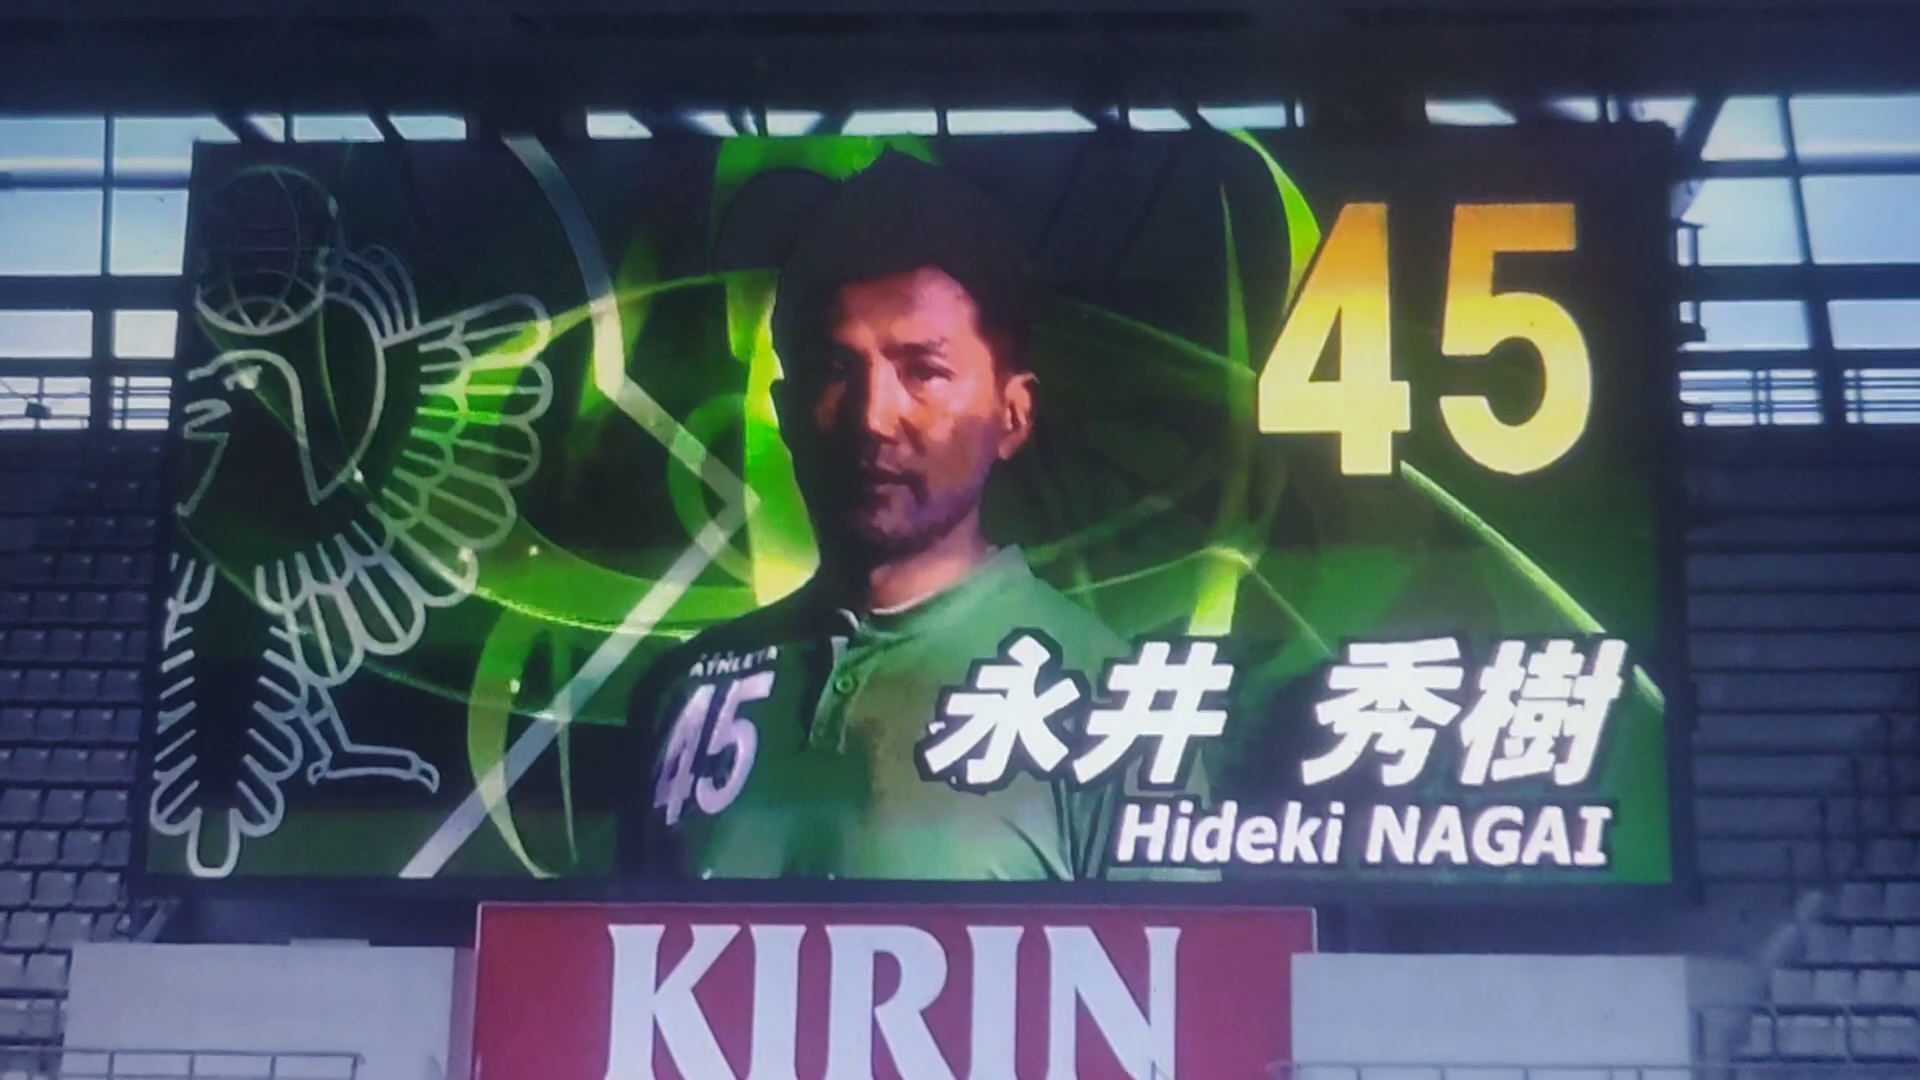 45
ATHLETA
45
永井 秀樹
Hideki NAGAI
KIRIN